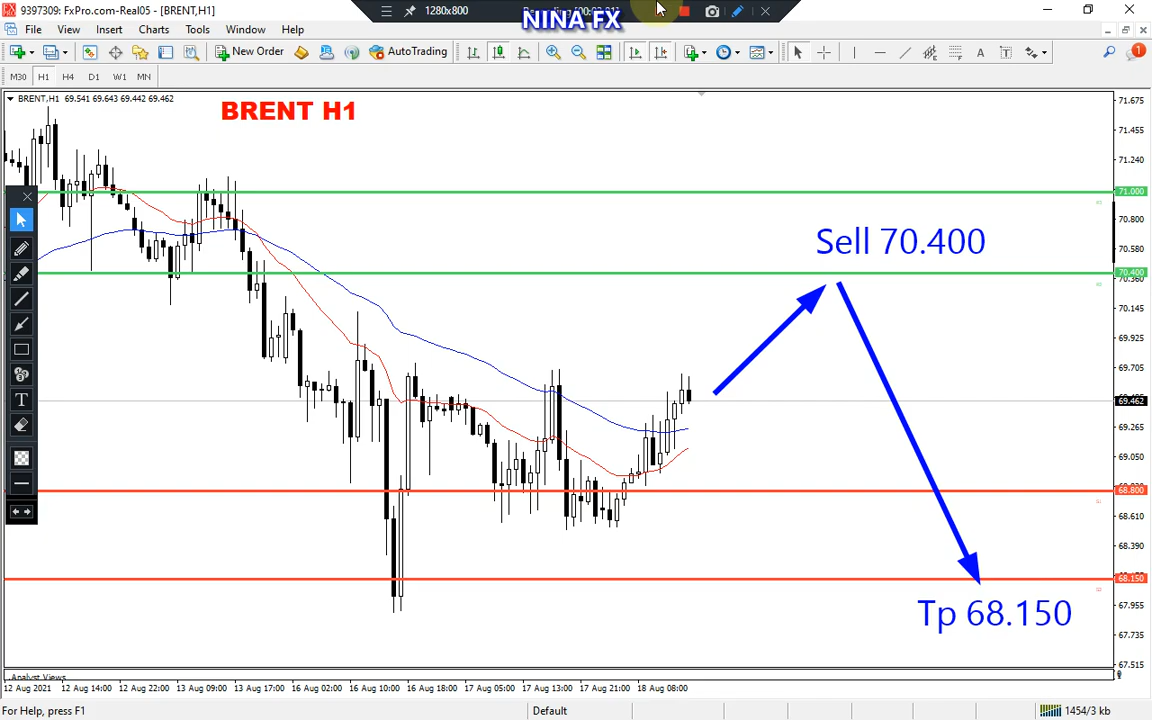 9397309: FxPro.com-Real05 - [BRENT,H1]
1280x800
NINA FX
File View Insert Charts Tools Window Help
New Order
AutoTrading
1
M30 H1 H4 D1 W1 MN
BRENT,H1 69.541 69.643 69.442 69.462
BRENT H1
Sell 70.400
Tp 68.150
T
71.675
71.455
71.240
71.000
70.800
70.580
70.400
70.145
69.925
69.705
69.462
69.265
69.050
68.800
68.610
68.390
68.150
67.955
67.735
67.515
Analyst Views
12 Aug 2021 12 Aug 14:00 12 Aug 22:00 13 Aug 09:00 13 Aug 17:00 16 Aug 02:00 16 Aug 10:00 16 Aug 18:00 17 Aug 05:00 17 Aug 13:00 17 Aug 21:00 18 Aug 08:00
For Help, press F1
Default
1454/3 kb